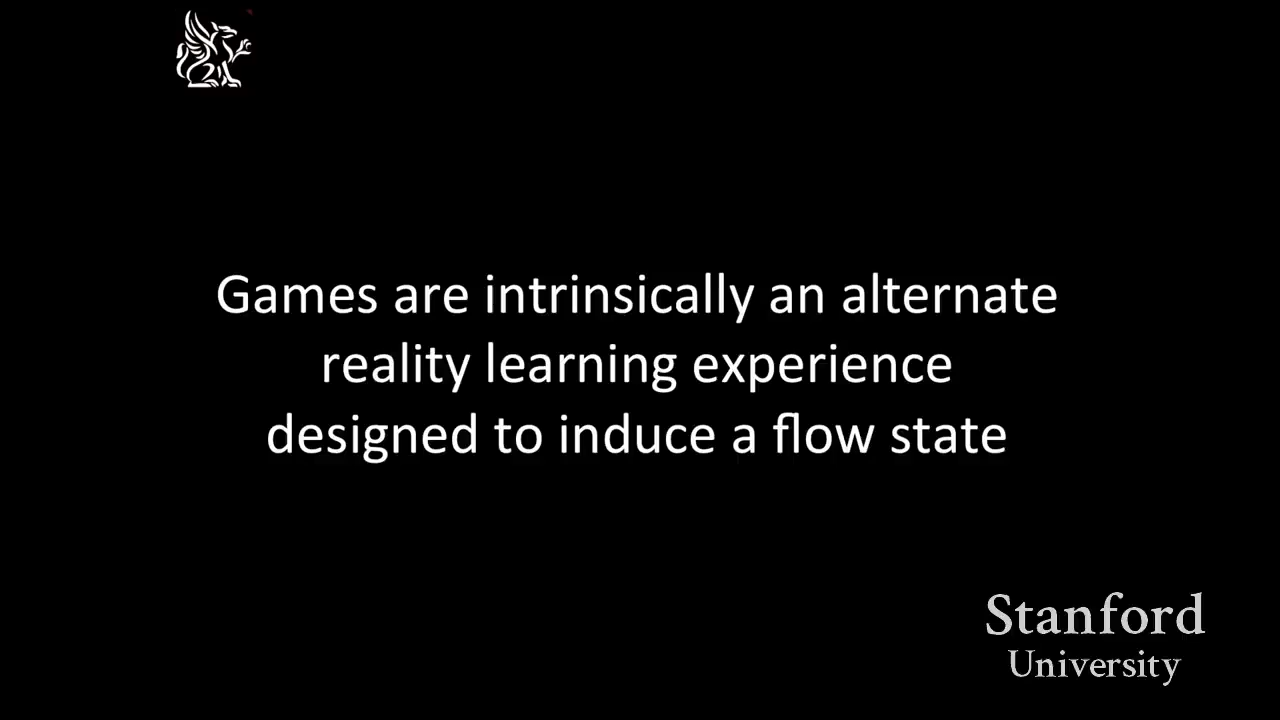 Games are intrinsically an alternate
reality learning experience
designed to induce a flow state
Stanford
University